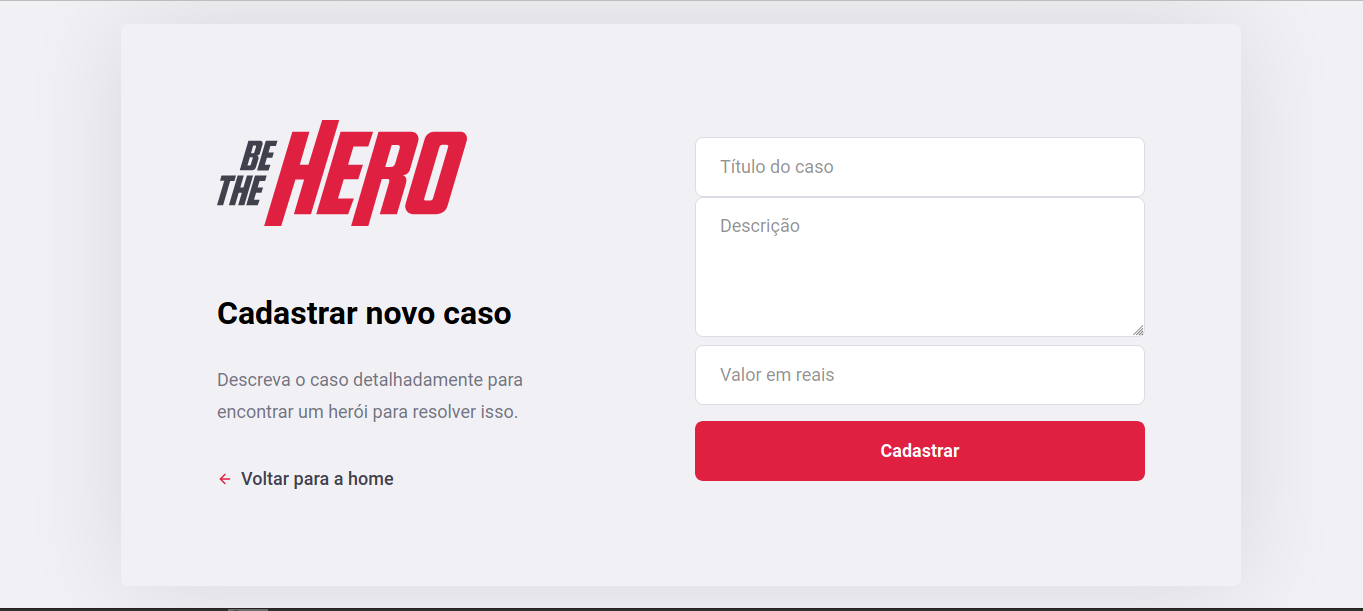 BE
THE HERO
Cadastrar novo caso
Descreva o caso detalhadamente para
encontrar um herói para resolver isso.
Voltar para a home
Título do caso
Descrição
Valor em reais
Cadastrar